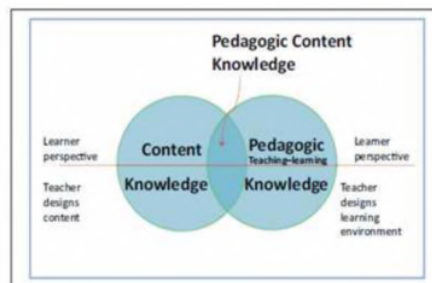 Pedagogic Content
Knowledge
Learner
perspective
Content
Pedagogic
Teaching-learning
Learner
perspective
Teacher
designs
content
Knowledge
Knowledge
Teacher
designs
learning
environment